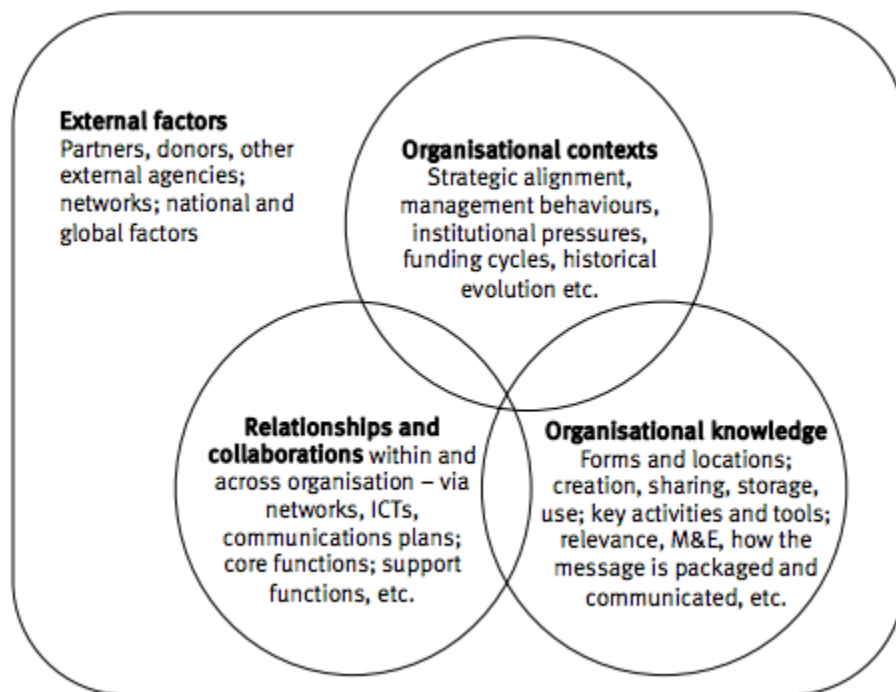 External factors
Partners, donors, other
external agencies;
networks; national and
global factors
Organisational contexts
Strategic alignment,
management behaviours,
institutional pressures,
funding cycles, historical
evolution etc.
Relationships and
collaborations within and
across organisation – via
networks, ICTs,
communications plans;
core functions; support
functions, etc.
Organisational knowledge
Forms and locations;
creation, sharing, storage,
use; key activities and tools;
relevance, M&E, how the
message is packaged and
communicated, etc.